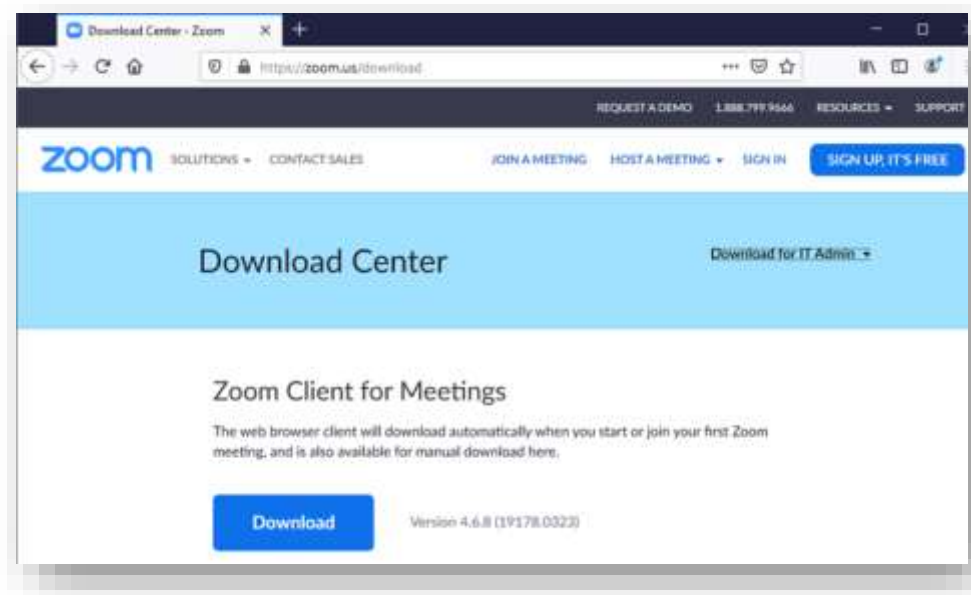 Download Center - Zoom
https://zoom.us/download
REQUEST A DEMO 1.888.799.9666 RESOURCES SUPPORT
zoom SOLUTIONS CONTACT SALES JOIN A MEETING HOST A MEETING SIGN IN SIGN UP, IT'S FREE
Download Center
Download for IT Admin
Zoom Client for Meetings
The web browser client will download automatically when you start or join your first Zoom
meeting, and is also available for manual download here.
Download Version 4.6.8 (19178.0323)